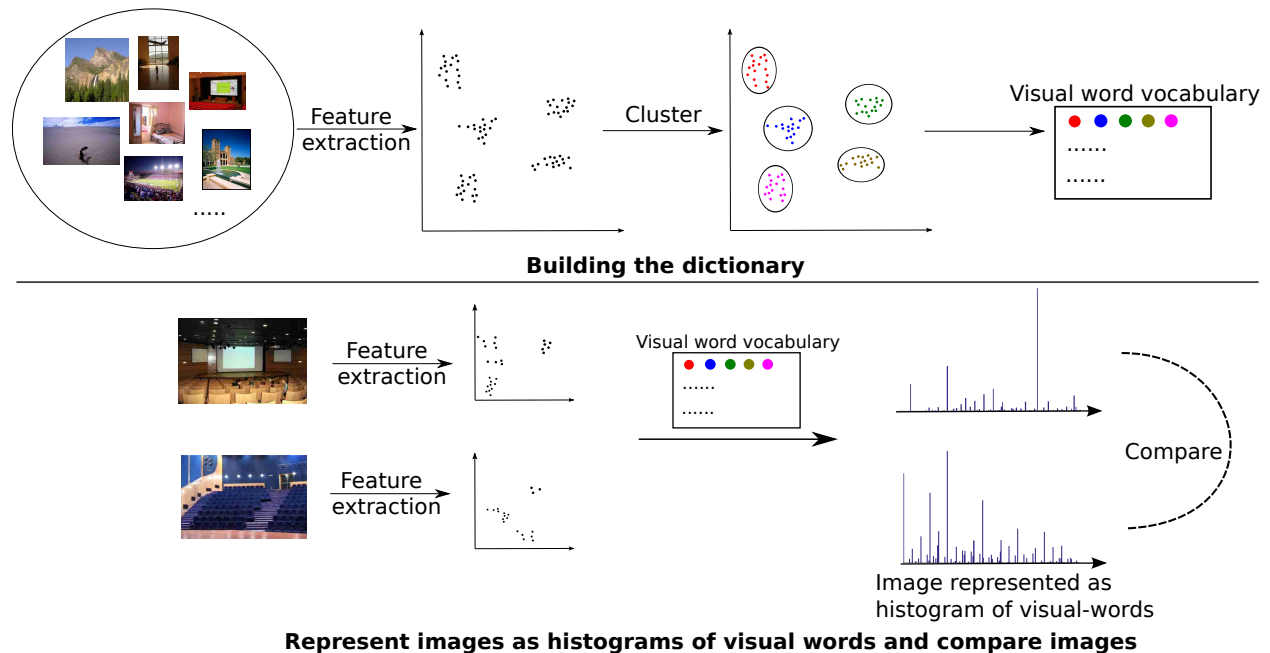 Feature
extraction
Cluster
Visual word vocabulary
......
......
.....
Building the dictionary
Feature
extraction
Visual word vocabulary
......
......
Compare
Feature
extraction
Image represented as
histogram of visual-words
Represent images as histograms of visual words and compare images